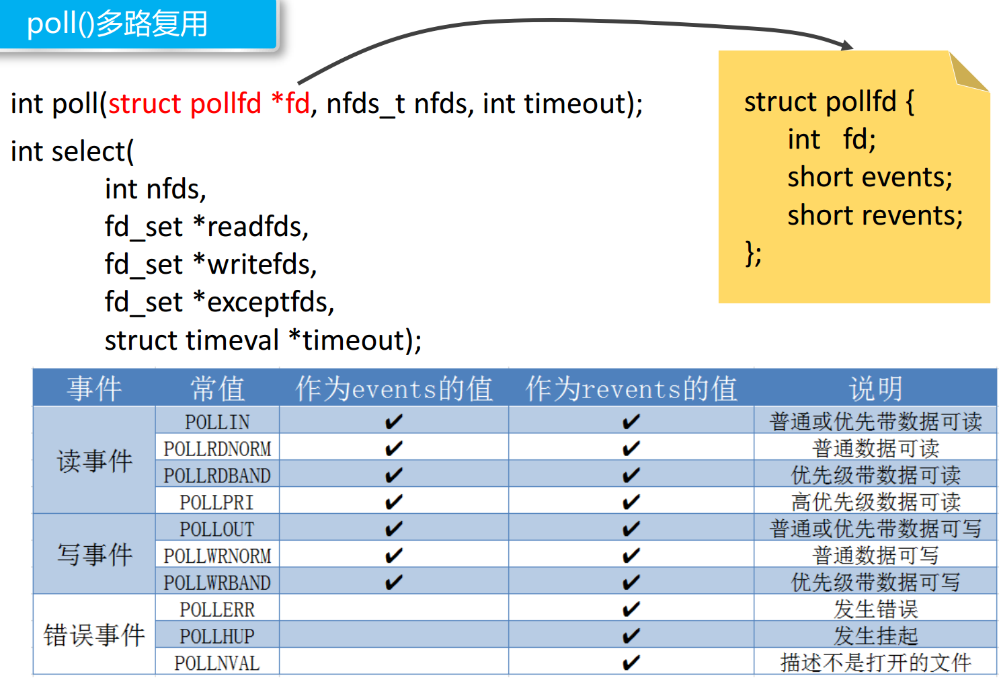 poll()多路复用
int poll(struct pollfd *fd, nfds_t nfds, int timeout);
int select(
int nfds,
fd_set *readfds,
fd_set *writefds,
fd_set *exceptfds,
struct timeval *timeout);
struct pollfd {
int fd;
short events;
short revents;
};
事件 常值 作为events的值 作为revents的值 说明
读事件
POLLIN ✔ ✔ 普通或优先带数据可读
POLLRDNORM ✔ ✔ 普通数据可读
POLLRDBAND ✔ ✔ 优先级带数据可读
POLLPRI ✔ ✔ 高优先级数据可读
写事件
POLLOUT ✔ ✔ 普通或优先带数据可写
POLLWRNORM ✔ ✔ 普通数据可写
POLLWRBAND ✔ ✔ 优先级带数据可写
错误事件
POLLERR ✔ 发生错误
POLLHUP ✔ 发生挂起
POLLNVAL ✔ 描述不是打开的文件